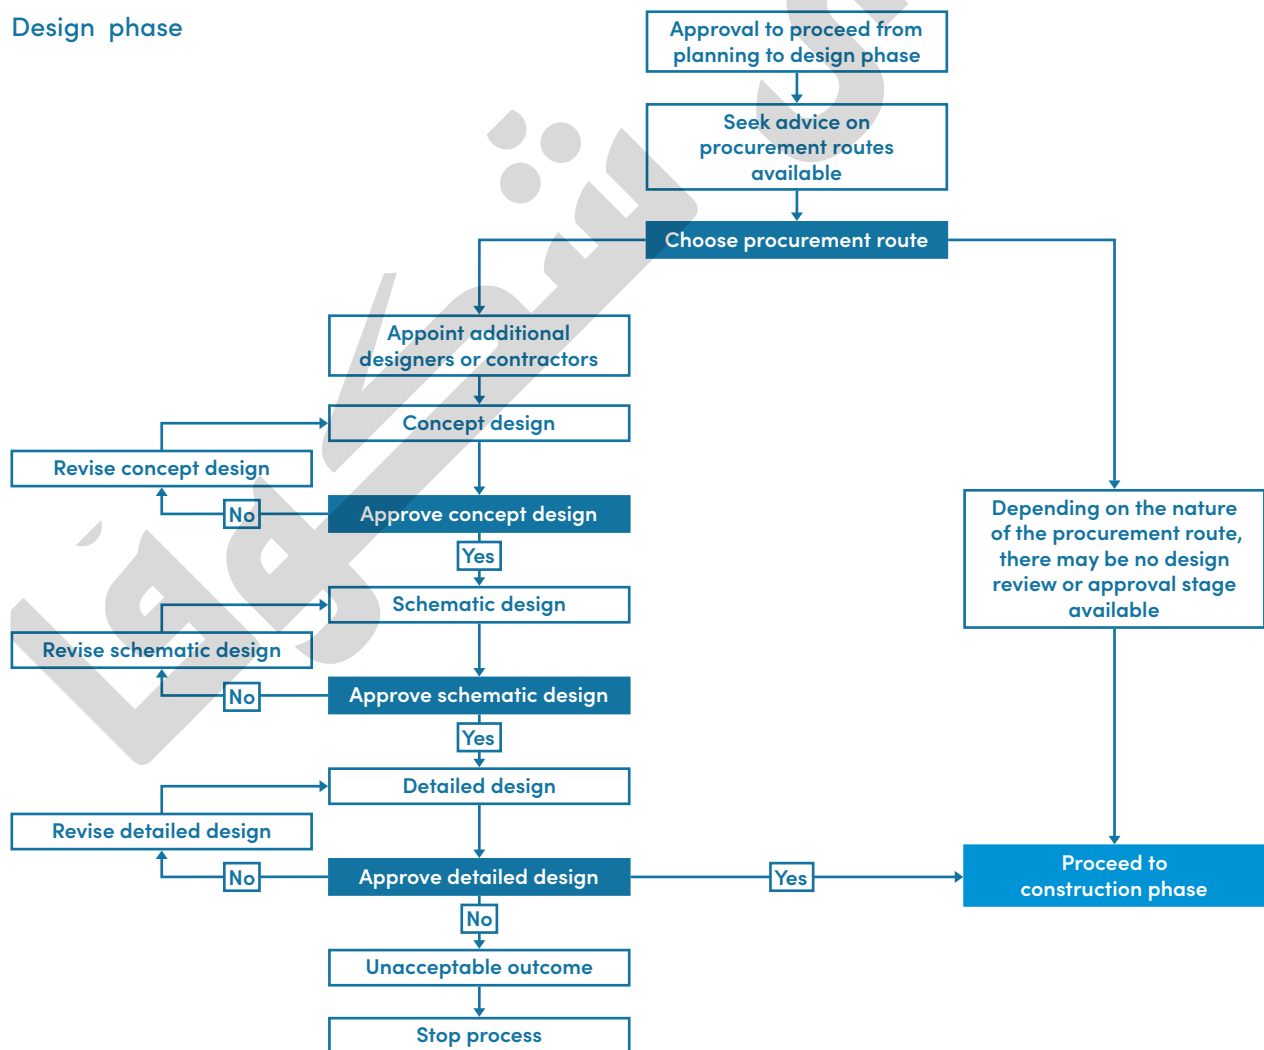 Design phase
Approval to proceed from
planning to design phase
Seek advice on
procurement routes
available
Choose procurement route
Appoint additional
designers or contractors
Concept design
Revise concept design
No
Approve concept design
Yes
Schematic design
Revise schematic design
No
Approve schematic design
Yes
Detailed design
Revise detailed design
No
Approve detailed design
Yes
No
Unacceptable outcome
Stop process
Depending on the nature
of the procurement route,
there may be no design
review or approval stage
available
Proceed to
construction phase